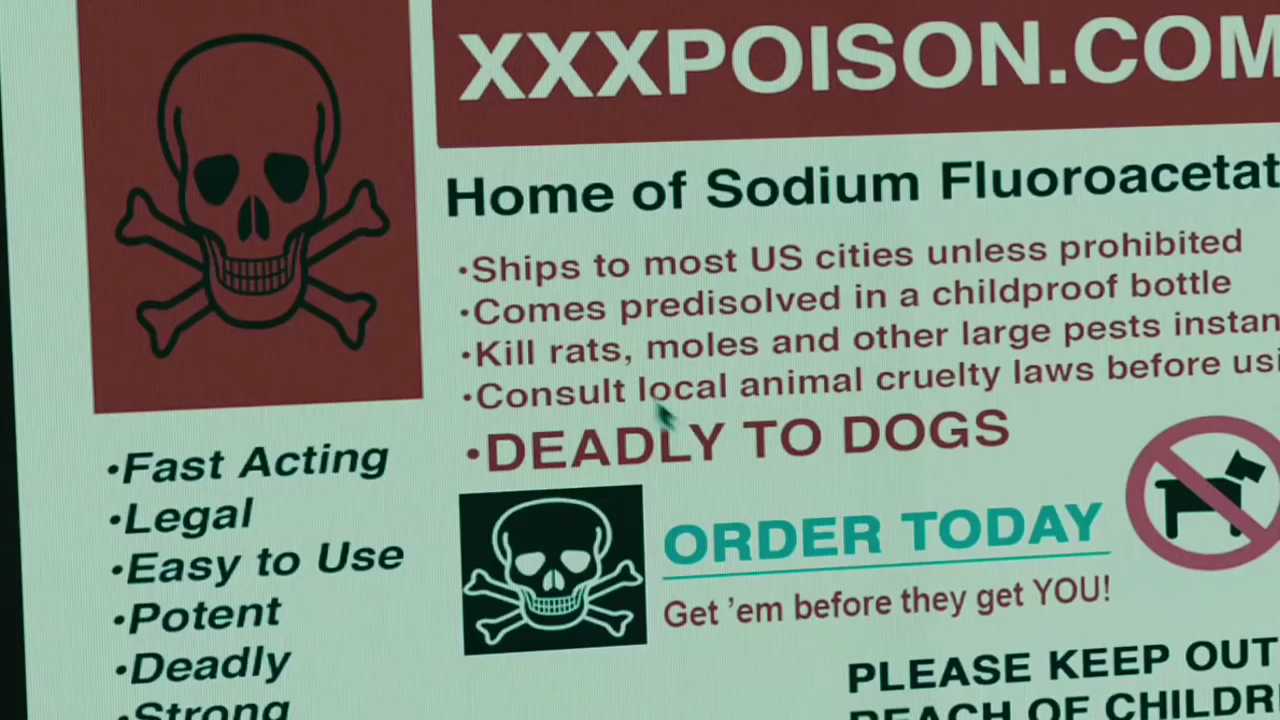 XXXPOISON.COM
Home of Sodium Fluoroacetat
•Ships to most US cities unless prohibited
•Comes predisolved in a childproof bottle
•Kill rats, moles and other large pests instan
•Consult local animal cruelty laws before usi
•DEADLY TO DOGS
•Fast Acting
•Legal
•Easy to Use
•Potent
•Deadly
•Strong
ORDER TODAY
Get 'em before they get YOU!
PLEASE KEEP OUT
REACH OF CHILDR